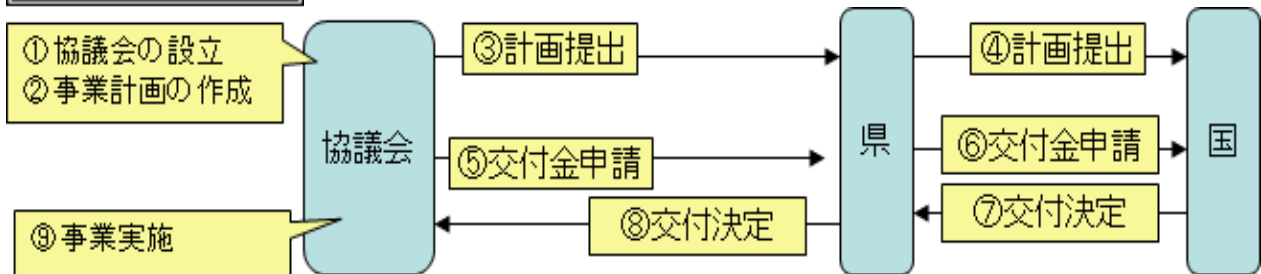 ①協議会の設立
②事業計画の作成
③計画提出
④計画提出
協議会
県
国
⑤交付金申請
⑥交付金申請
⑦交付決定
⑧交付決定
⑨事業実施